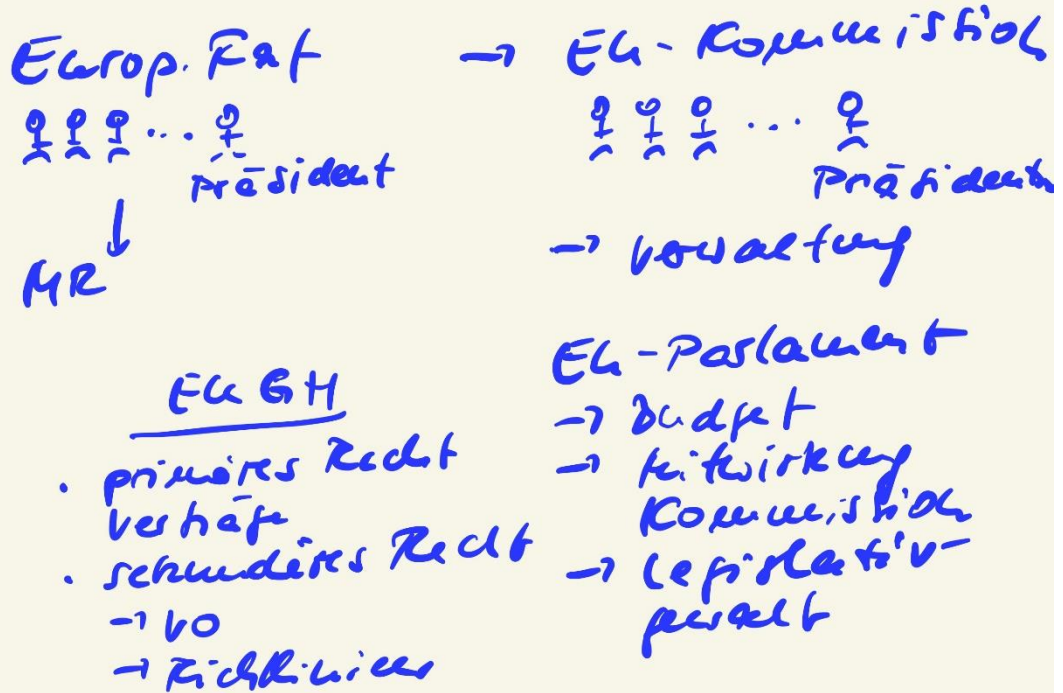 Europ. Rat → EU-Kommission
... Präsident
... Präsidentin
↓
MR
→ Verwaltung
EuGH
· primäres Recht
Verträge
· sekundäres Recht
→ VO
→ Richtlinien
EU-Parlament
→ Budget
→ Mitwirkung
Kommission
→ Legislativ-
gewalt